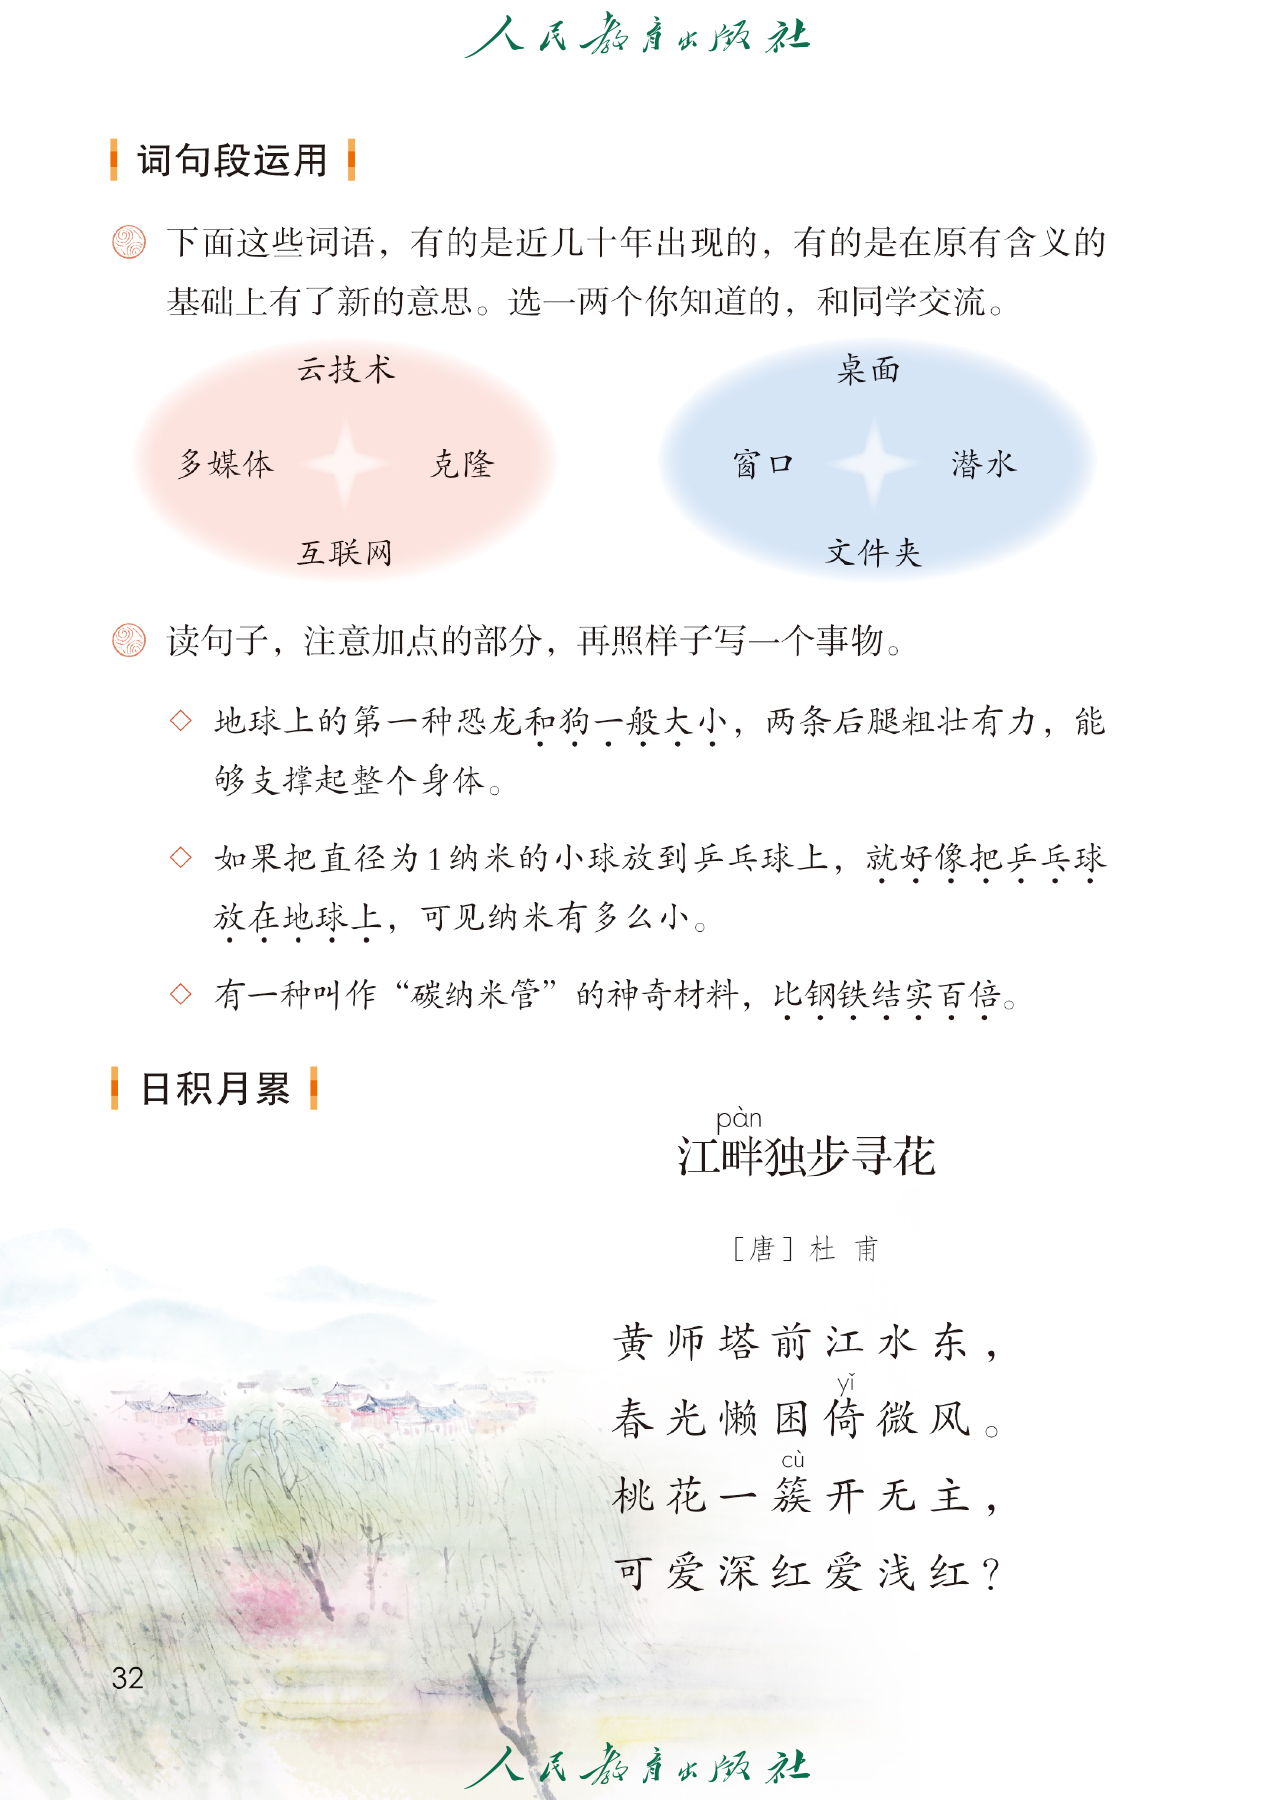 人民教育出版社
词句段运用
下面这些词语，有的是近几十年出现的，有的是在原有含义的
基础上有了新的意思。选一两个你知道的，和同学交流。
云技术
多媒体 克隆
互联网
桌面
窗口 潜水
文件夹
读句子，注意加点的部分，再照样子写一个事物。
◇ 地球上的第一种恐龙和狗一般大小，两条后腿粗壮有力，能
够支撑起整个身体。
◇ 如果把直径为1纳米的小球放到乒乓球上，就好像把乒乓球
放在地球上，可见纳米有多么小。
◇ 有一种叫作“碳纳米管”的神奇材料，比钢铁结实百倍。
日积月累
pàn
江畔独步寻花
［唐］杜 甫
黄师塔前江水东，
yǐ
春光懒困倚微风。
cù
桃花一簇开无主，
可爱深红爱浅红？
32
人民教育出版社